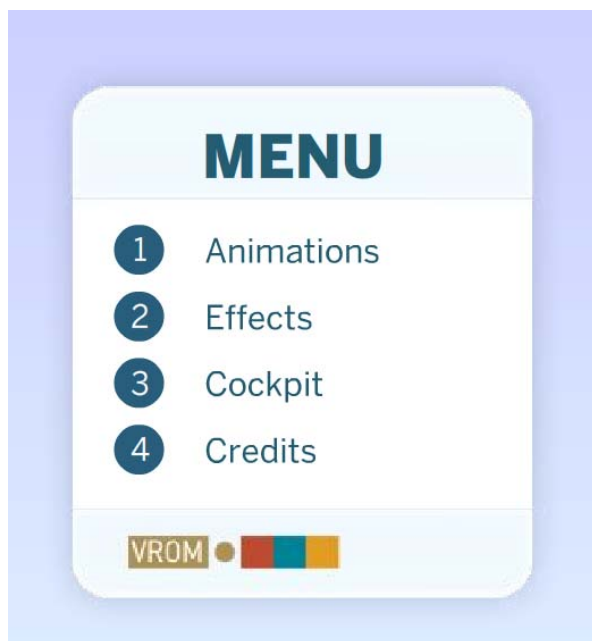 MENU
1 Animations
2 Effects
3 Cockpit
4 Credits
VROM